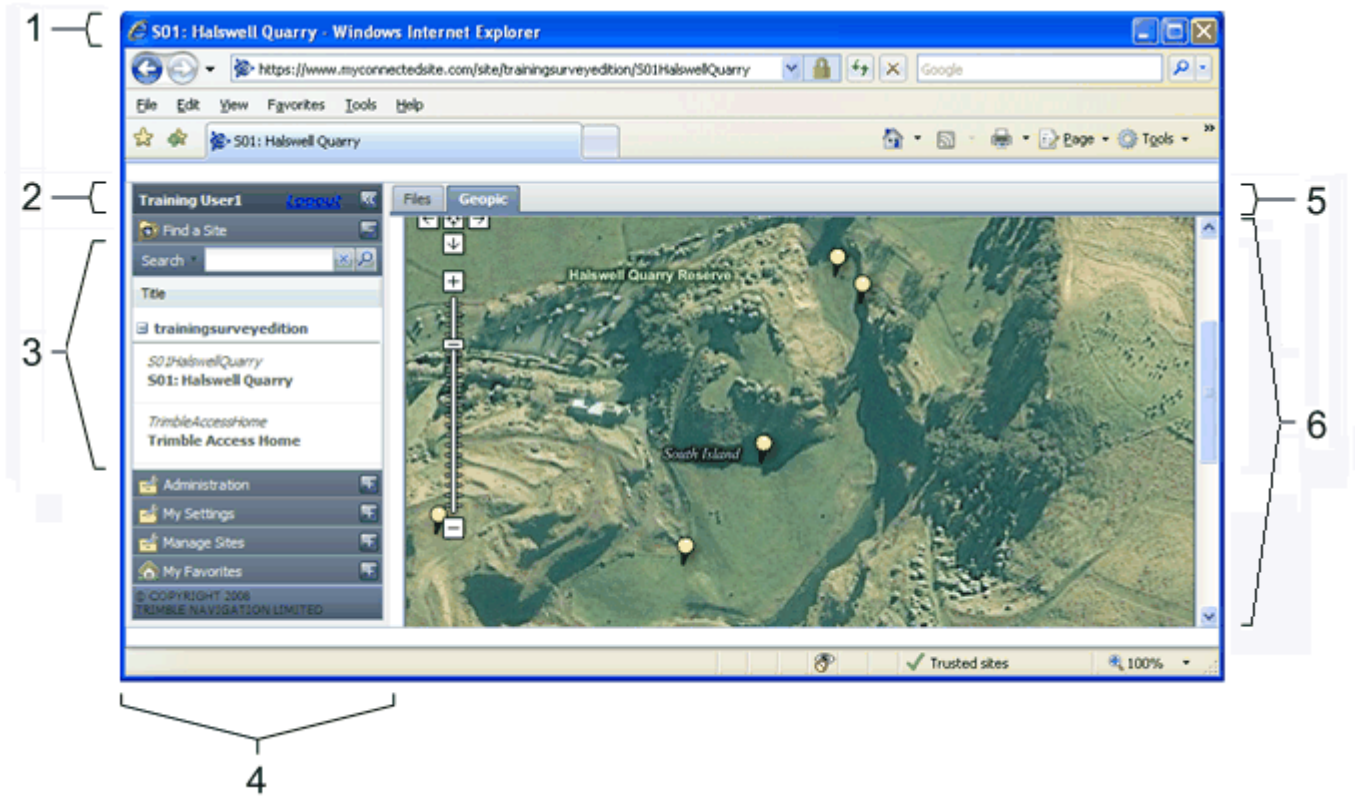 1
S01: Halswell Quarry - Windows Internet Explorer
https://www.myconnectedsite.com/site/trainingsurveyedition/S01HalswellQuarry
Google
File Edit View Favorites Tools Help
S01: Halswell Quarry
Page Tools
2
Training User1 Logout
Files Geopic
5
Find a Site
Search
Title
trainingsurveyedition
3
S01HalswellQuarry
S01: Halswell Quarry
TrimbleAccessHome
Trimble Access Home
Administration
My Settings
Manage Sites
My Favorites
© COPYRIGHT 2008
TRIMBLE NAVIGATION LIMITED
Halswell Quarry Reserve
South Island
6
Trusted sites
100%
4